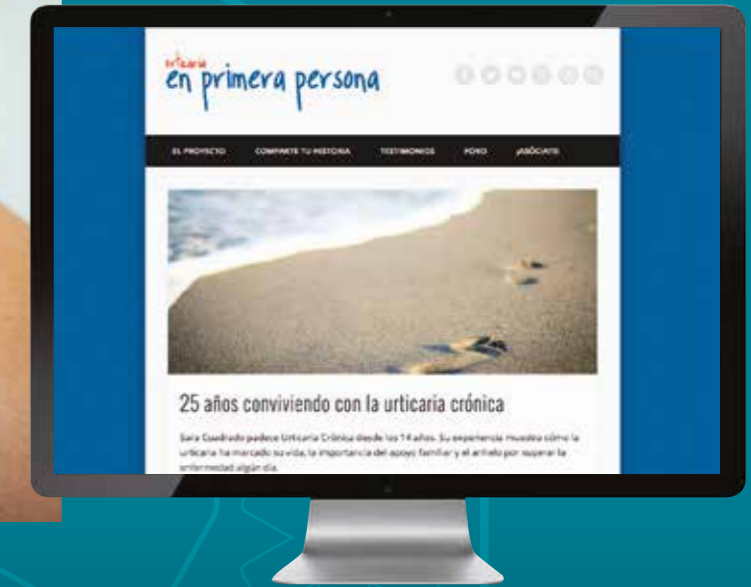 urticaria
en primera persona
EL PROYECTO COMPARTE TU HISTORIA TESTIMONIOS FORO ¡ASÓCIATE!
25 años conviviendo con la urticaria crónica
Sara Cuadrado padece Urticaria Crónica desde los 14 años. Su experiencia muestra cómo la
urticaria ha marcado su vida, la importancia del apoyo familiar y el anhelo por superar la
enfermedad algún día.